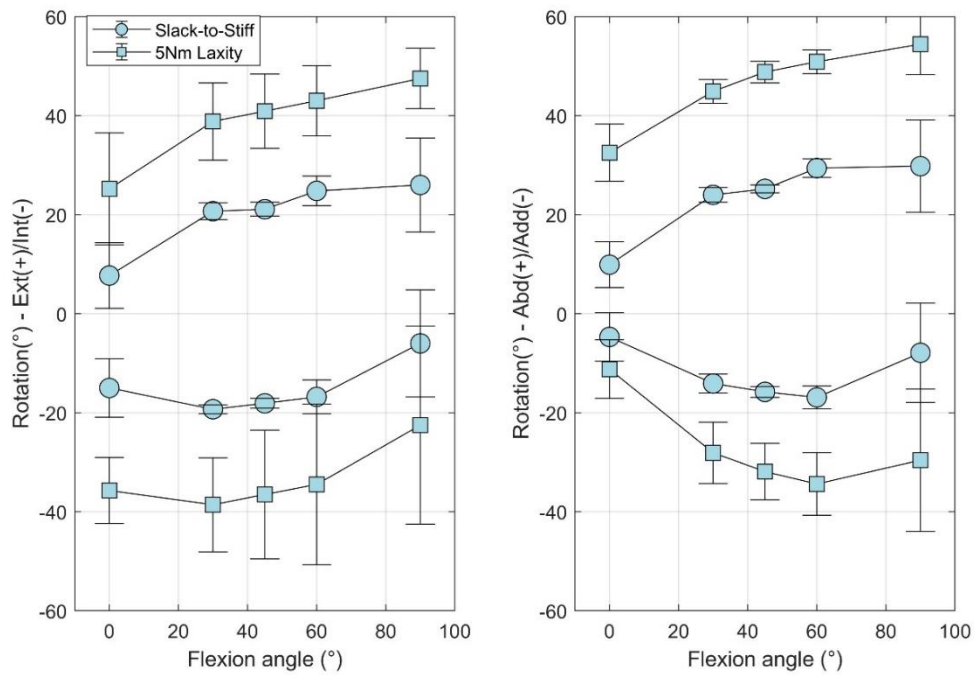 Slack-to-Stiff
5Nm Laxity
Rotation(°) - Ext(+)/Int(-)
60
40
20
0
-20
-40
-60
0 20 40 60 80 100
Flexion angle (°)
Rotation(°) - Abd(+)/Add(-)
60
40
20
0
-20
-40
-60
0 20 40 60 80 100
Flexion angle (°)